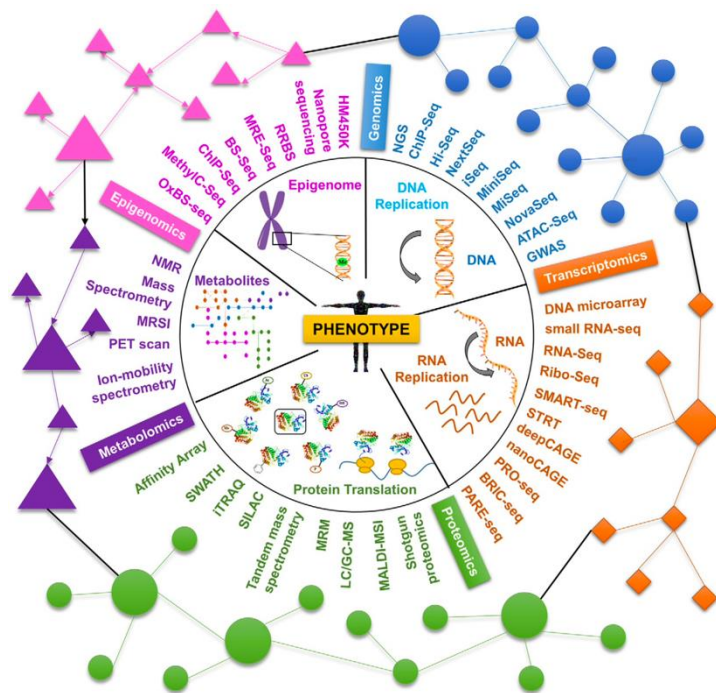 Genomics
NGS
ChIP-Seq
Hi-Seq
NextSeq
iSeq
MiniSeq
MiSeq
NovaSeq
ATAC-Seq
GWAS
Transcriptomics
DNA microarray
small RNA-seq
RNA-Seq
Ribo-Seq
SMART-seq
STRT
deepCAGE
nanoCAGE
PRO-seq
BRIC-seq
PARE-seq
Proteomics
Shotgun
proteomics
MALDI-MSI
LC/GC-MS
MRM
Tandem mass
spectrometry
SILAC
iTRAQ
SWATH
Affinity Array
Metabolomics
Ion-mobility
spectrometry
PET scan
MRSI
Mass
Spectrometry
NMR
Epigenomics
OxBS-seq
MethylC-Seq
ChIP-Seq
BS-Seq
MRE-Seq
RRBS
Nanopore
sequencing
HM450K
Epigenome
DNA
Replication
DNA
Metabolites
PHENOTYPE
RNA
RNA
Replication
Protein Translation